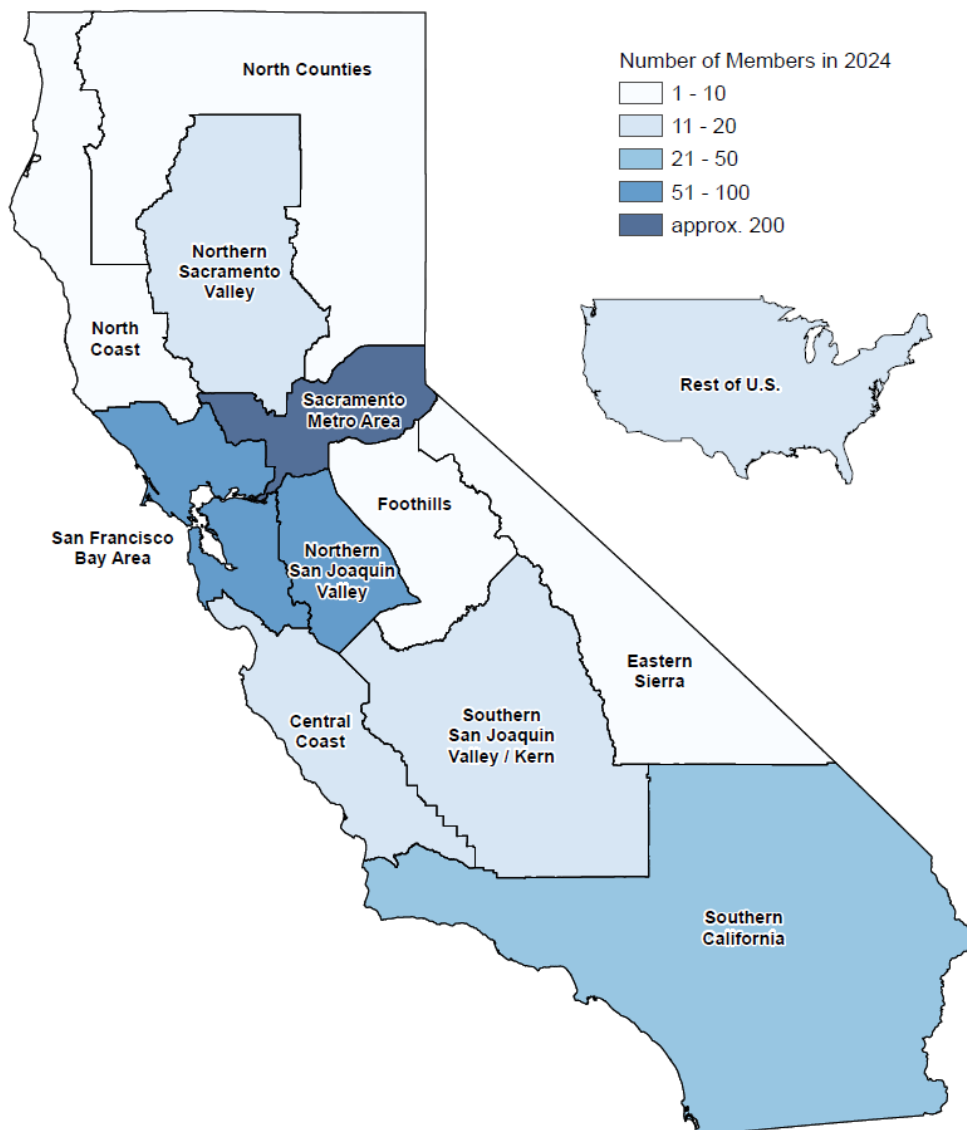 Number of Members in 2024
1 - 10
11 - 20
21 - 50
51 - 100
approx. 200
North Counties
Northern
Sacramento
Valley
North
Coast
Rest of U.S.
Sacramento
Metro Area
Foothills
San Francisco
Bay Area
Northern
San Joaquin
Valley
Eastern
Sierra
Central
Coast
Southern
San Joaquin
Valley / Kern
Southern
California